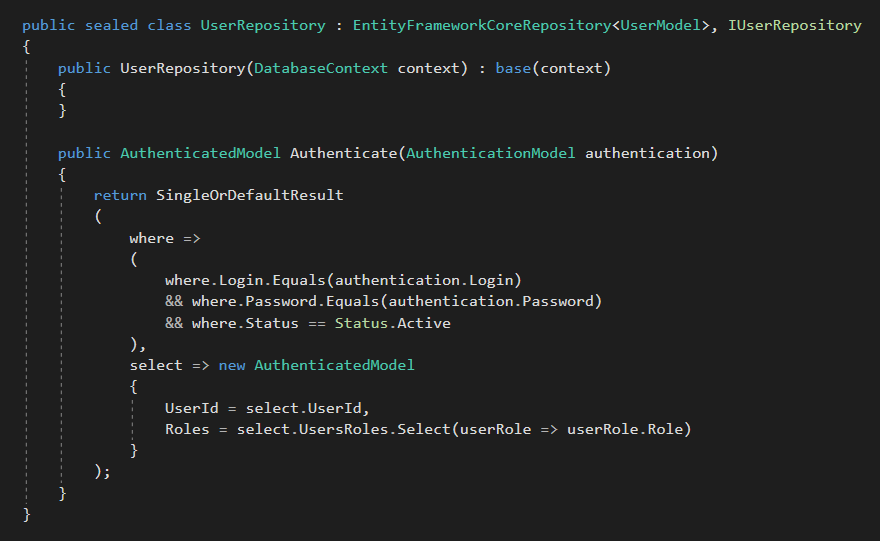 public sealed class UserRepository : EntityFrameworkCoreRepository<UserModel>, IUserRepository
{
    public UserRepository(DatabaseContext context) : base(context)
    {
    }

    public AuthenticatedModel Authenticate(AuthenticationModel authentication)
    {
        return SingleOrDefaultResult
        (
            where =>
            (
                where.Login.Equals(authentication.Login)
                && where.Password.Equals(authentication.Password)
                && where.Status == Status.Active
            ),
            select => new AuthenticatedModel
            {
                UserId = select.UserId,
                Roles = select.UsersRoles.Select(userRole => userRole.Role)
            }
        );
    }
}